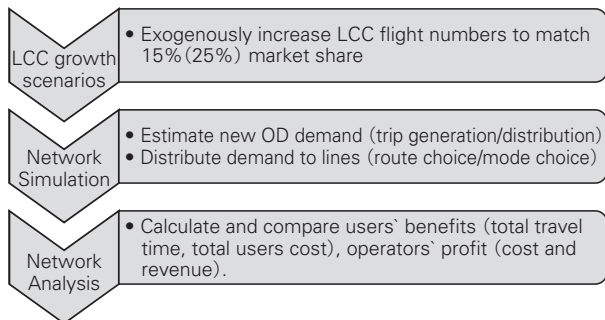 LCC growth
scenarios
• Exogenously increase LCC flight numbers to match
15%(25%) market share
Network
Simulation
• Estimate new OD demand (trip generation/distribution)
• Distribute demand to lines (route choice/mode choice)
Network
Analysis
• Calculate and compare users` benefits (total travel
time, total users cost), operators` profit (cost and
revenue).